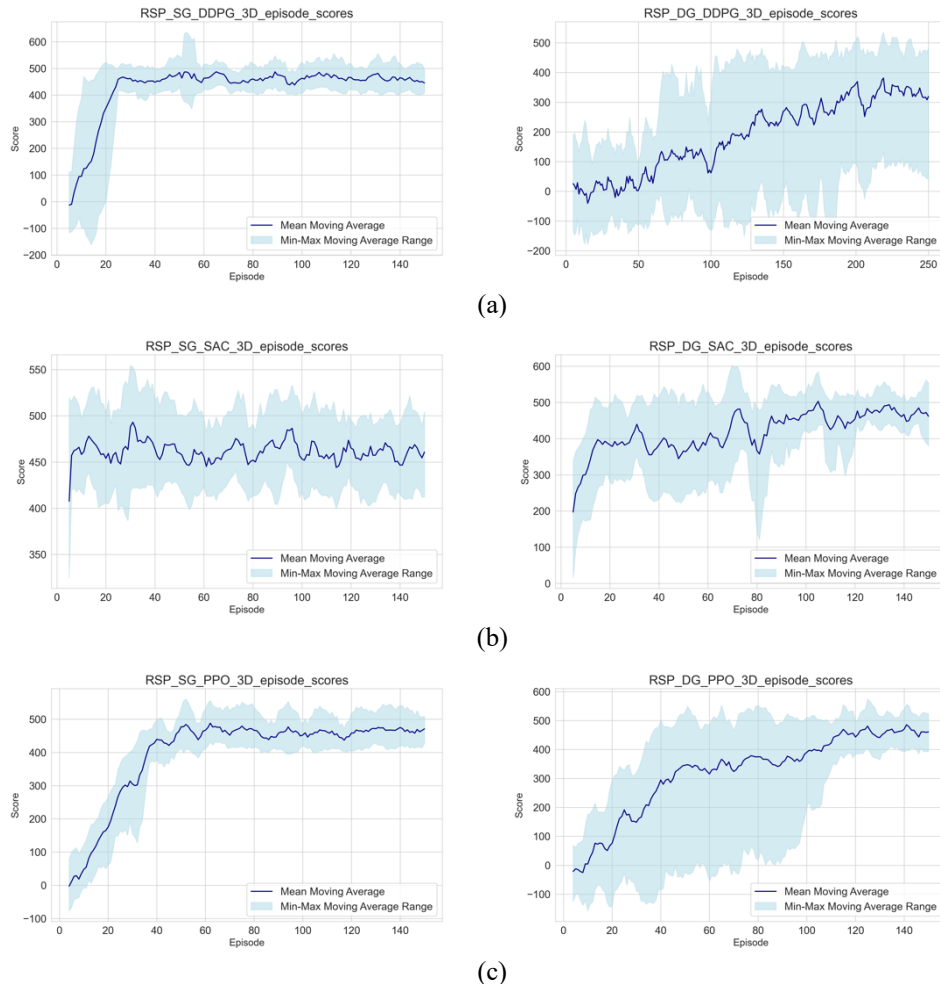 RSP_SG_DDPG_3D_episode_scores
600
500
400
300
200
100
0
−100
−200
Score
0 20 40 60 80 100 120 140
Episode
Mean Moving Average
Min-Max Moving Average Range
RSP_DG_DDPG_3D_episode_scores
500
400
300
200
100
0
−100
−200
Score
0 50 100 150 200 250
Episode
Mean Moving Average
Min-Max Moving Average Range
(a)
RSP_SG_SAC_3D_episode_scores
550
500
450
400
350
Score
0 20 40 60 80 100 120 140
Episode
Mean Moving Average
Min-Max Moving Average Range
RSP_DG_SAC_3D_episode_scores
600
500
400
300
200
100
0
Score
0 20 40 60 80 100 120 140
Episode
Mean Moving Average
Min-Max Moving Average Range
(b)
RSP_SG_PPO_3D_episode_scores
500
400
300
200
100
0
−100
Score
0 20 40 60 80 100 120 140
Episode
Mean Moving Average
Min-Max Moving Average Range
RSP_DG_PPO_3D_episode_scores
600
500
400
300
200
100
0
−100
Score
0 20 40 60 80 100 120 140
Episode
Mean Moving Average
Min-Max Moving Average Range
(c)